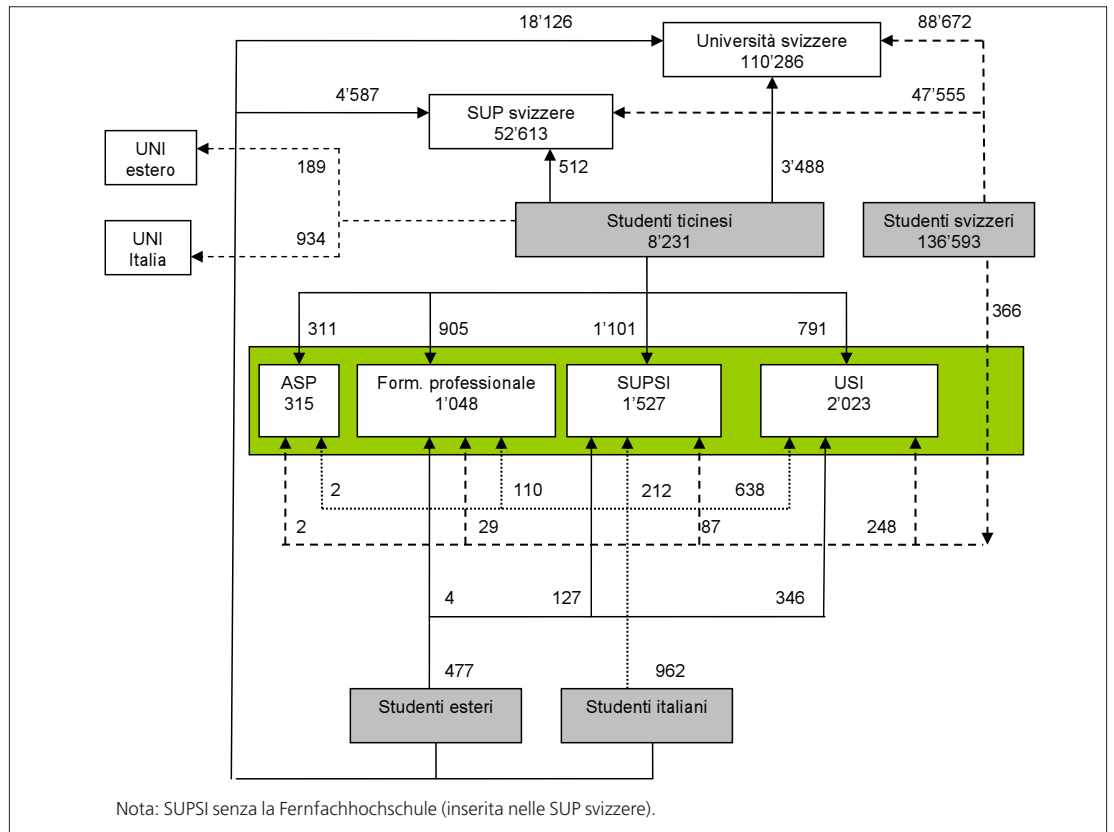 18’126
88’672
Università svizzere
110’286
4’587
47’555
SUP svizzere
52’613
UNI
estero
189
512
3’488
Studenti ticinesi
8’231
Studenti svizzeri
136’593
UNI
Italia
934
366
311
905
1’101
791
ASP
315
Form. professionale
1’048
SUPSI
1’527
USI
2’023
2
110
212
638
2
29
87
248
4
127
346
477
962
Studenti esteri
Studenti italiani
Nota: SUPSI senza la Fernfachhochschule (inserita nelle SUP svizzere).